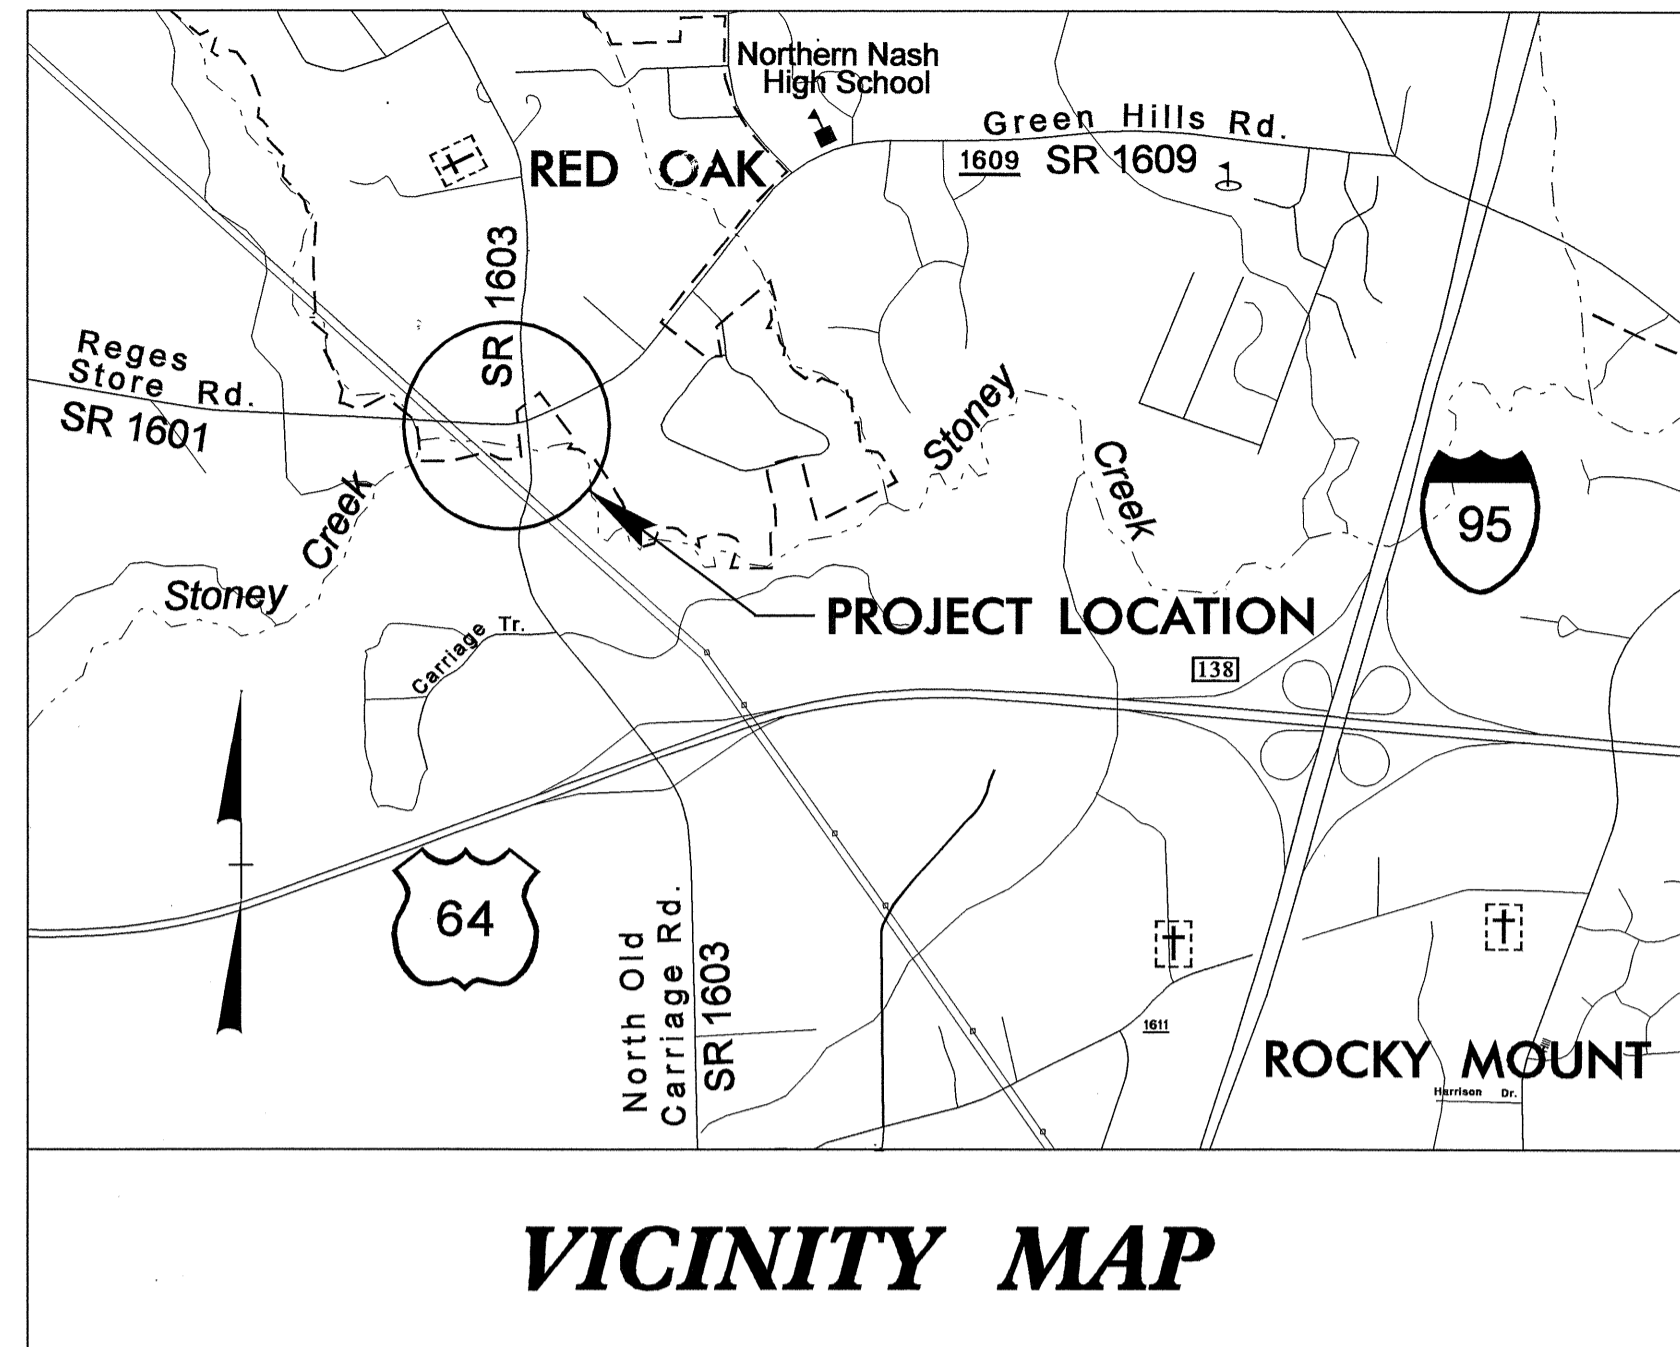 Northern Nash
High School
Green Hills Rd.
1609 SR 1609
RED OAK
SR 1603
Reges
Store Rd.
SR 1601
Stoney
Creek
Stoney
Creek
95
PROJECT LOCATION
Carriage Tr.
138
64
North Old
Carriage Rd.
SR 1603
1611
ROCKY MOUNT
Harrison Dr.
VICINITY MAP